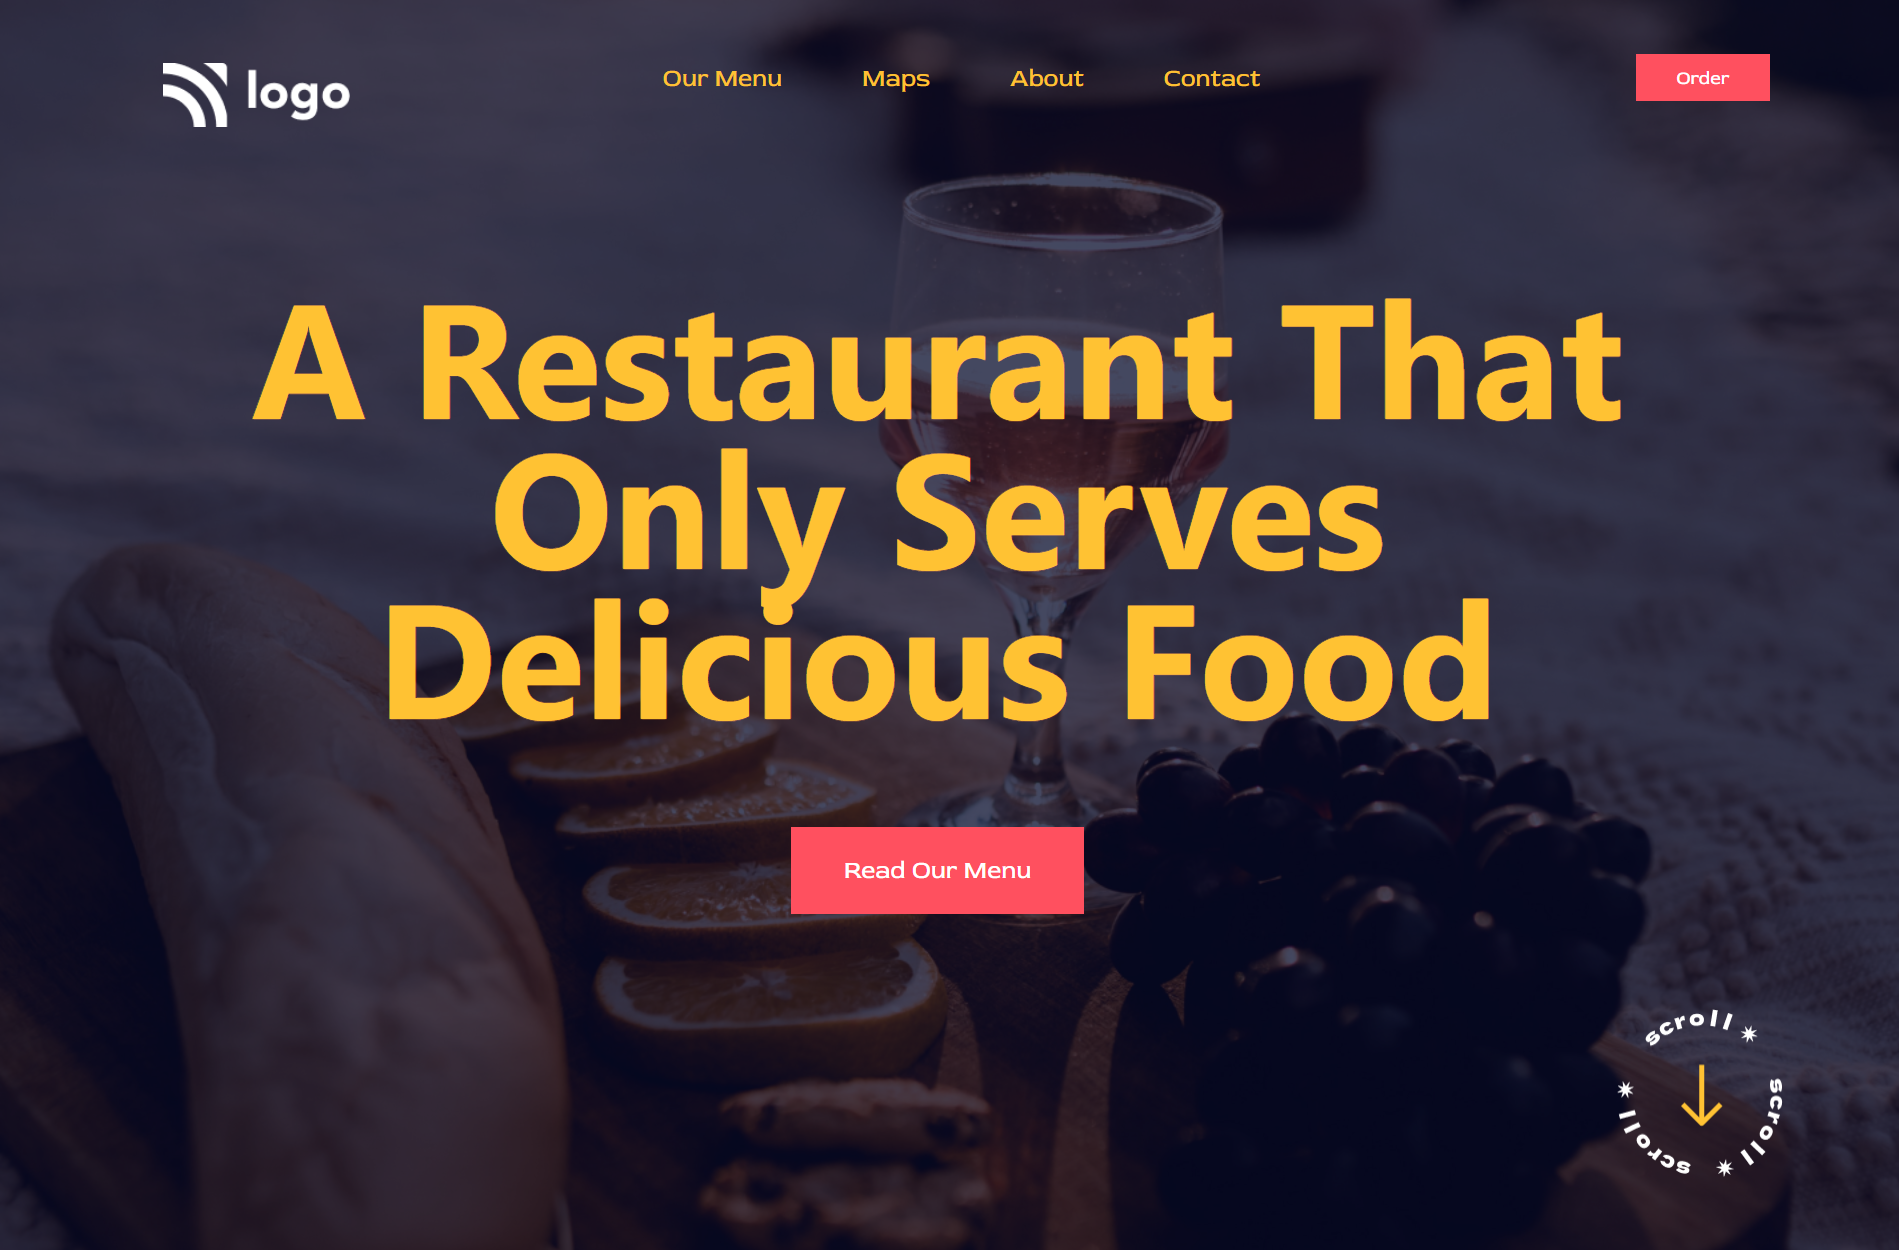 logo
Our Menu
Maps
About
Contact
Order
A Restaurant That
Only Serves
Delicious Food
Read Our Menu
scroll
scroll
scroll